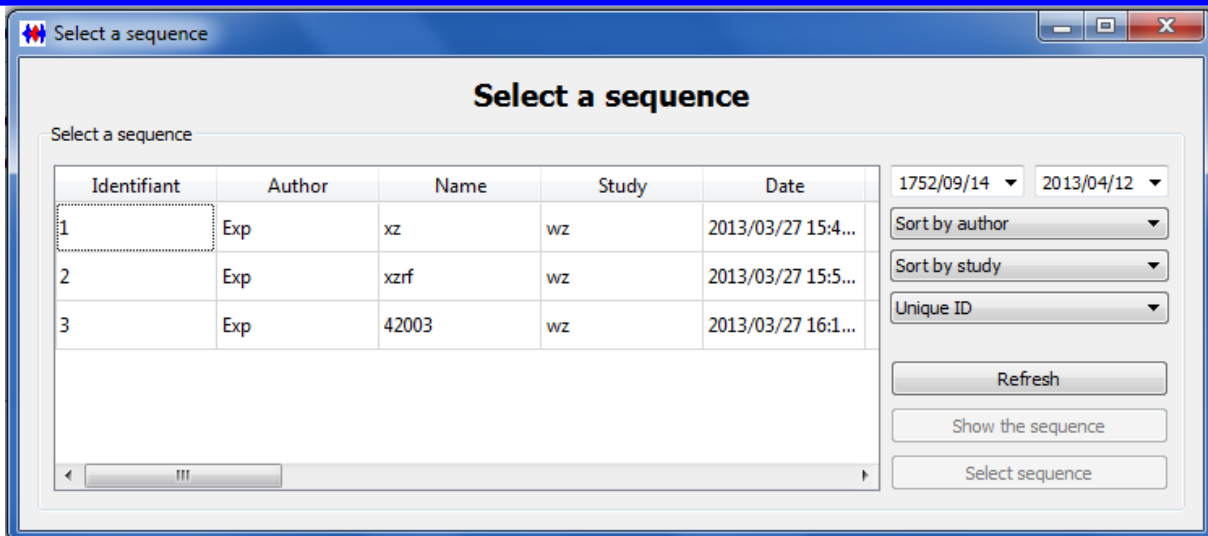 Select a sequence
Select a sequence
Select a sequence
Identifiant Author Name Study Date
1 Exp xz wz 2013/03/27 15:4...
2 Exp xzrf wz 2013/03/27 15:5...
3 Exp 42003 wz 2013/03/27 16:1...
1752/09/14 2013/04/12
Sort by author
Sort by study
Unique ID
Refresh
Show the sequence
Select sequence